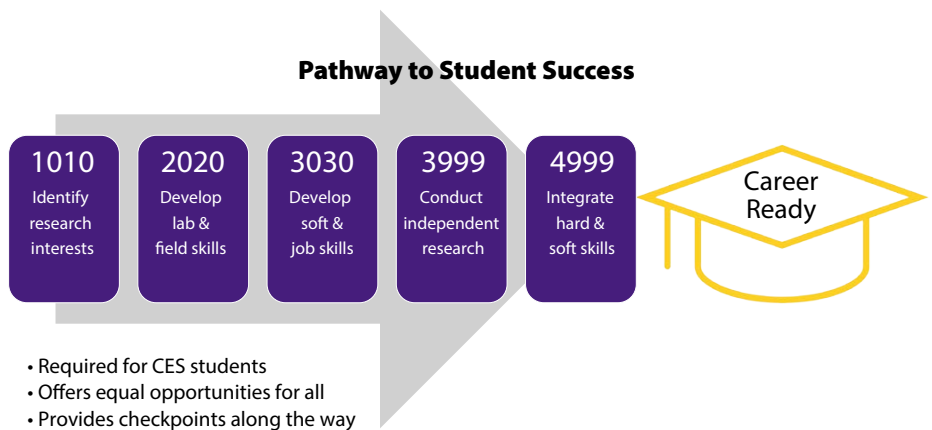 Pathway to Student Success
1010
Identify
research
interests
2020
Develop
lab &
field skills
3030
Develop
soft &
job skills
3999
Conduct
independent
research
4999
Integrate
hard &
soft skills
Career
Ready
• Required for CES students
• Offers equal opportunities for all
• Provides checkpoints along the way